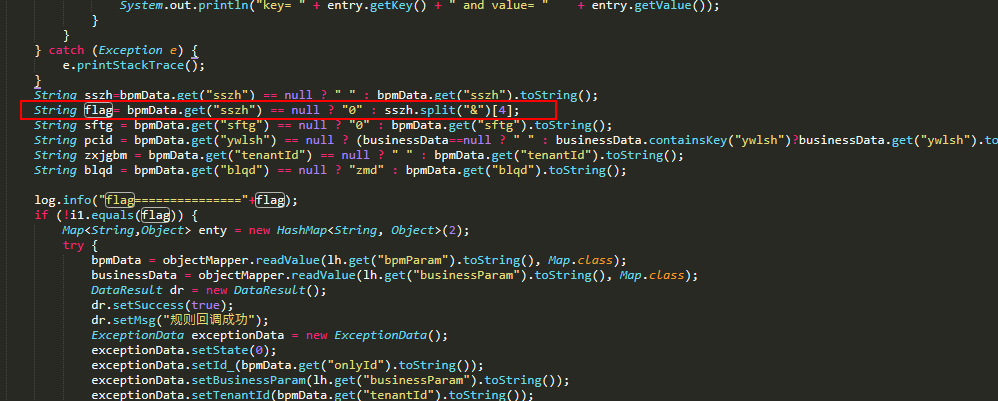 System.out.println("key= " + entry.getKey() + " and value= "    + entry.getValue());
}
}
} catch (Exception e) {
e.printStackTrace();
}
String sszh=bpmData.get("sszh") == null ? " " : bpmData.get("sszh").toString();
String flag= bpmData.get("sszh") == null ? "0" : sszh.split("&")[4];
String sftg = bpmData.get("sftg") == null ? "0" : bpmData.get("sftg").toString();
String pcid = bpmData.get("ywlsh") == null ? (businessData==null ? " " : businessData.containsKey("ywlsh")?businessData.get("ywlsh").to
String zxjgbm = bpmData.get("tenantId") == null ? " " : bpmData.get("tenantId").toString();
String blqd = bpmData.get("blqd") == null ? "zmd" : bpmData.get("blqd").toString();
log.info("flag==============="+flag);
if (!i1.equals(flag)) {
Map<String,Object> enty = new HashMap<String, Object>(2);
try {
bpmData = objectMapper.readValue(lh.get("bpmParam").toString(), Map.class);
businessData = objectMapper.readValue(lh.get("businessParam").toString(), Map.class);
DataResult dr = new DataResult();
dr.setSuccess(true);
dr.setMsg("规则回调成功");
ExceptionData exceptionData = new ExceptionData();
exceptionData.setState(0);
exceptionData.setId_(bpmData.get("onlyId").toString());
exceptionData.setBusinessParam(lh.get("businessParam").toString());
exceptionData.setTenantId(bpmData.get("tenantId").toString());